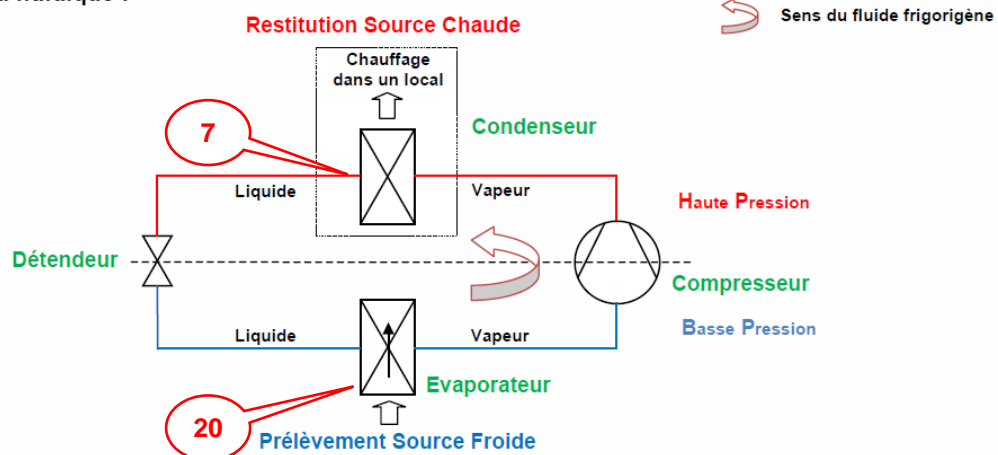 Sens du fluide frigorigène
Restitution Source Chaude
Chauffage
dans un local
7
Condenseur
Liquide
Vapeur
Haute Pression
Détendeur
Compresseur
Basse Pression
Liquide
Vapeur
Evaporateur
20
Prélèvement Source Froide